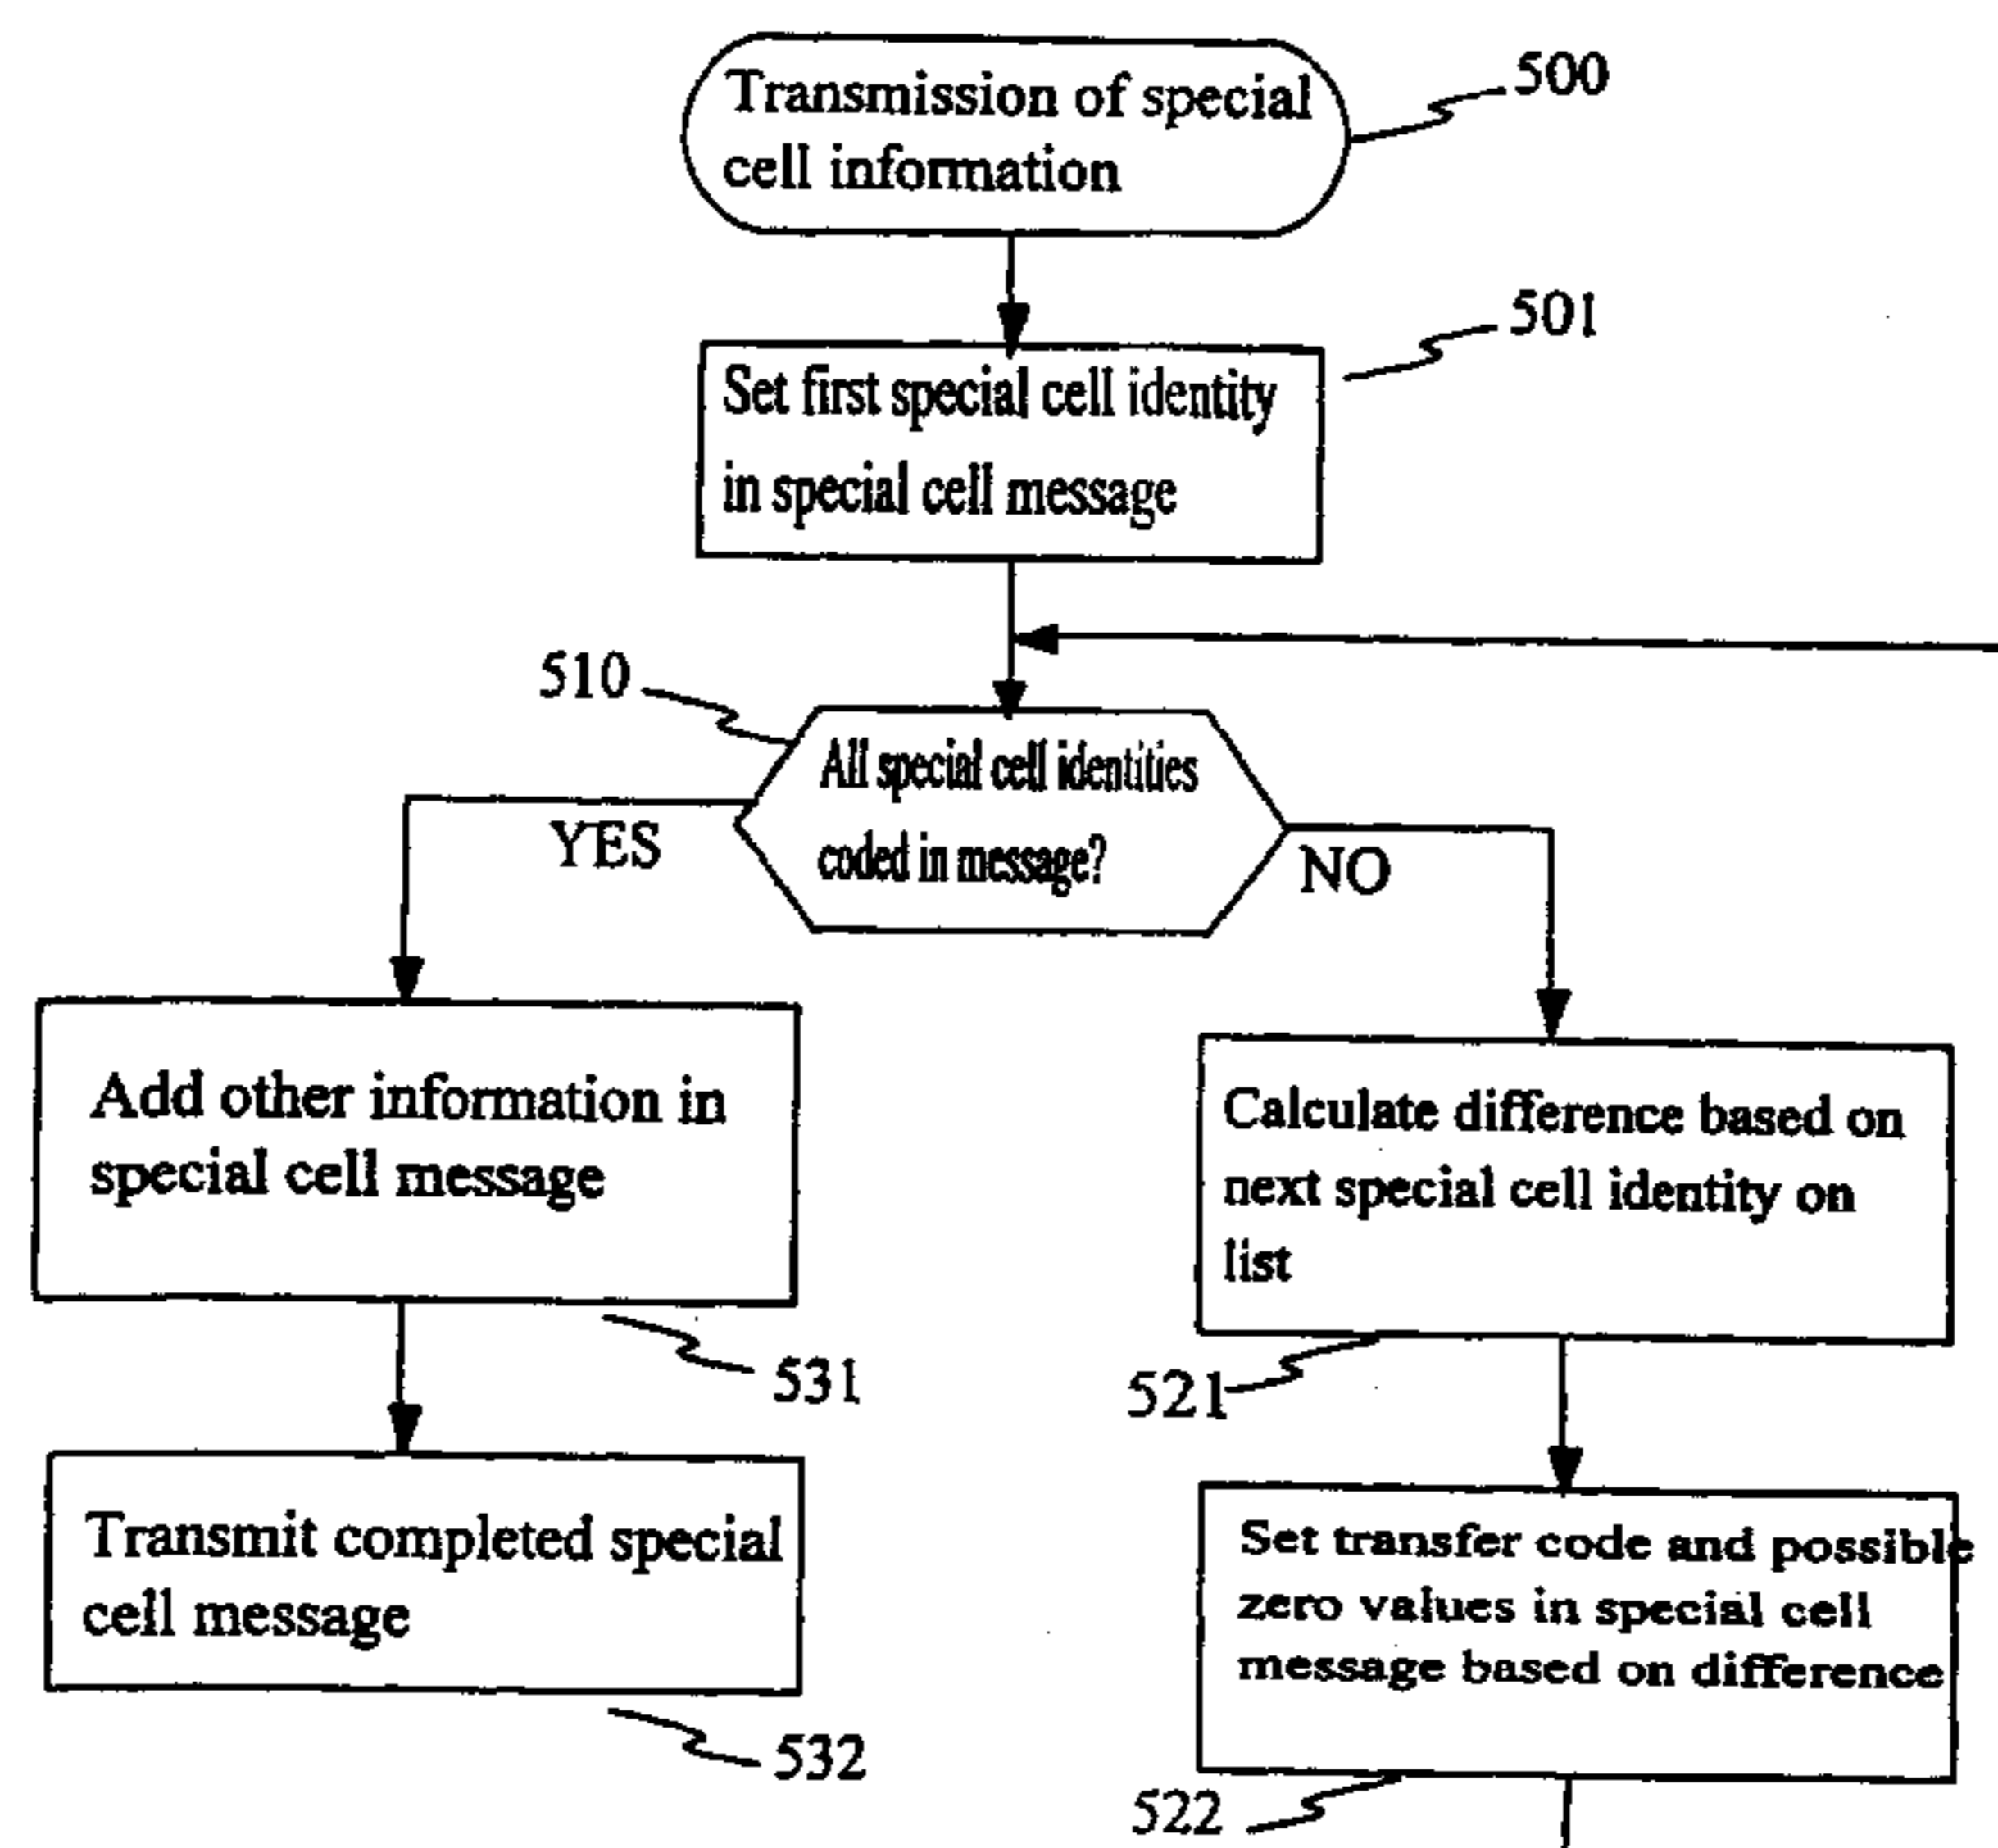 Transmission of special
cell information
500
501
Set first special cell identity
in special cell message
510
All special cell identities
coded in message?
YES
NO
Add other information in
special cell message
Calculate difference based on
next special cell identity on
list
531
521
Transmit completed special
cell message
Set transfer code and possible
zero values in special cell
message based on difference
532
522